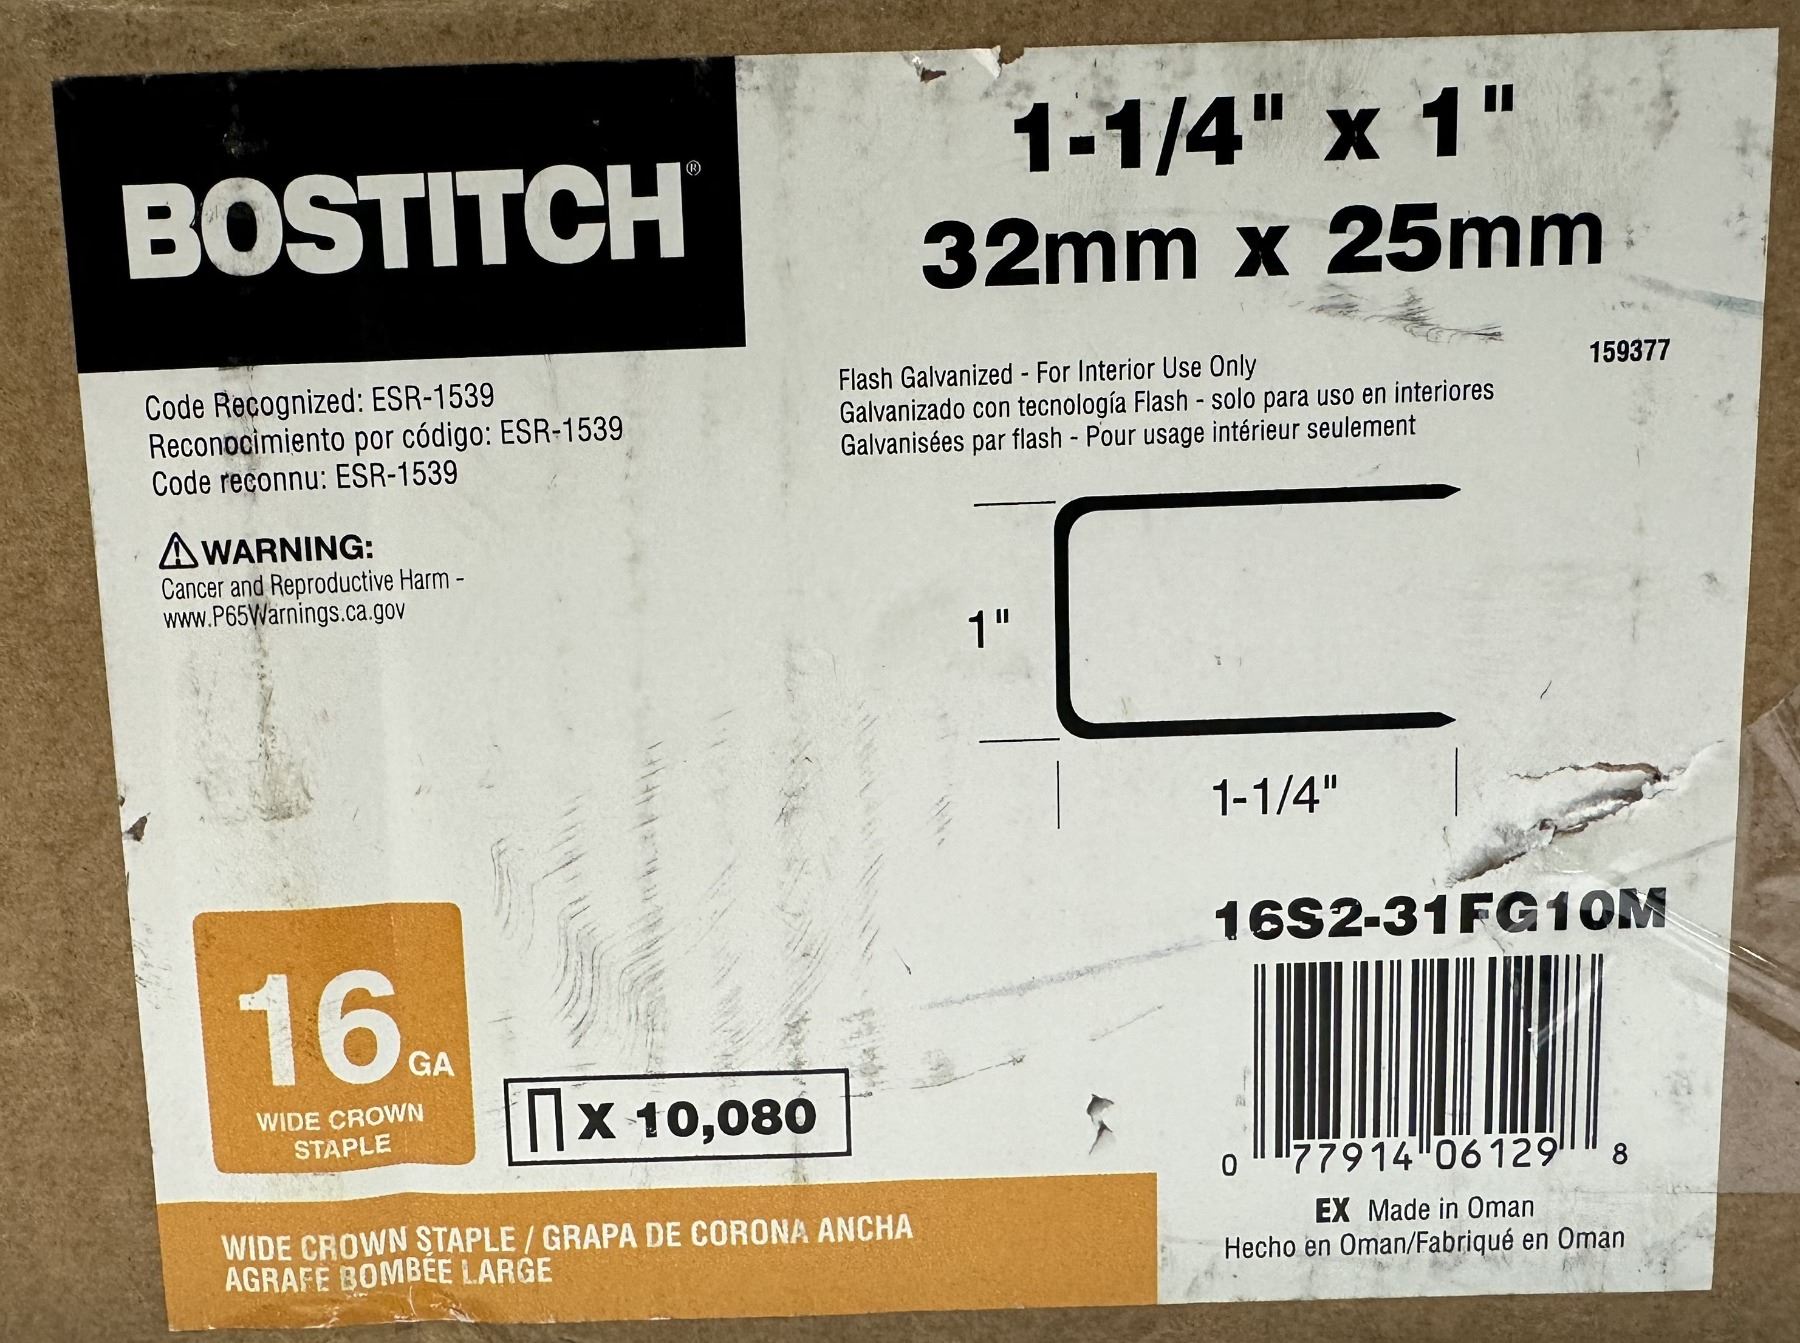 BOSTITCH®
1-1/4" x 1"
32mm x 25mm
159377
Code Recognized: ESR-1539
Reconocimiento por código: ESR-1539
Code reconnu: ESR-1539
Flash Galvanized - For Interior Use Only
Galvanizado con tecnología Flash - solo para uso en interiores
Galvanisées par flash - Pour usage intérieur seulement
⚠WARNING:
Cancer and Reproductive Harm -
www.P65Warnings.ca.gov
1"
1-1/4"
16S2-31FG10M
16 GA
WIDE CROWN
STAPLE
X 10,080
0 77914 06129 8
EX Made in Oman
Hecho en Oman/Fabriqué en Oman
WIDE CROWN STAPLE / GRAPA DE CORONA ANCHA
AGRAFE BOMBÉE LARGE